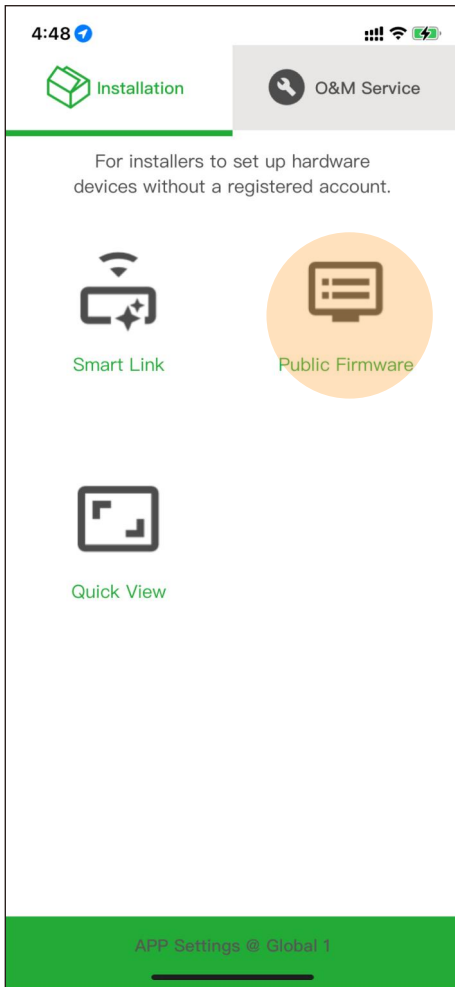 4:48
Installation
O&M Service
For installers to set up hardware
devices without a registered account.
Smart Link
Public Firmware
Quick View
APP Settings @ Global 1